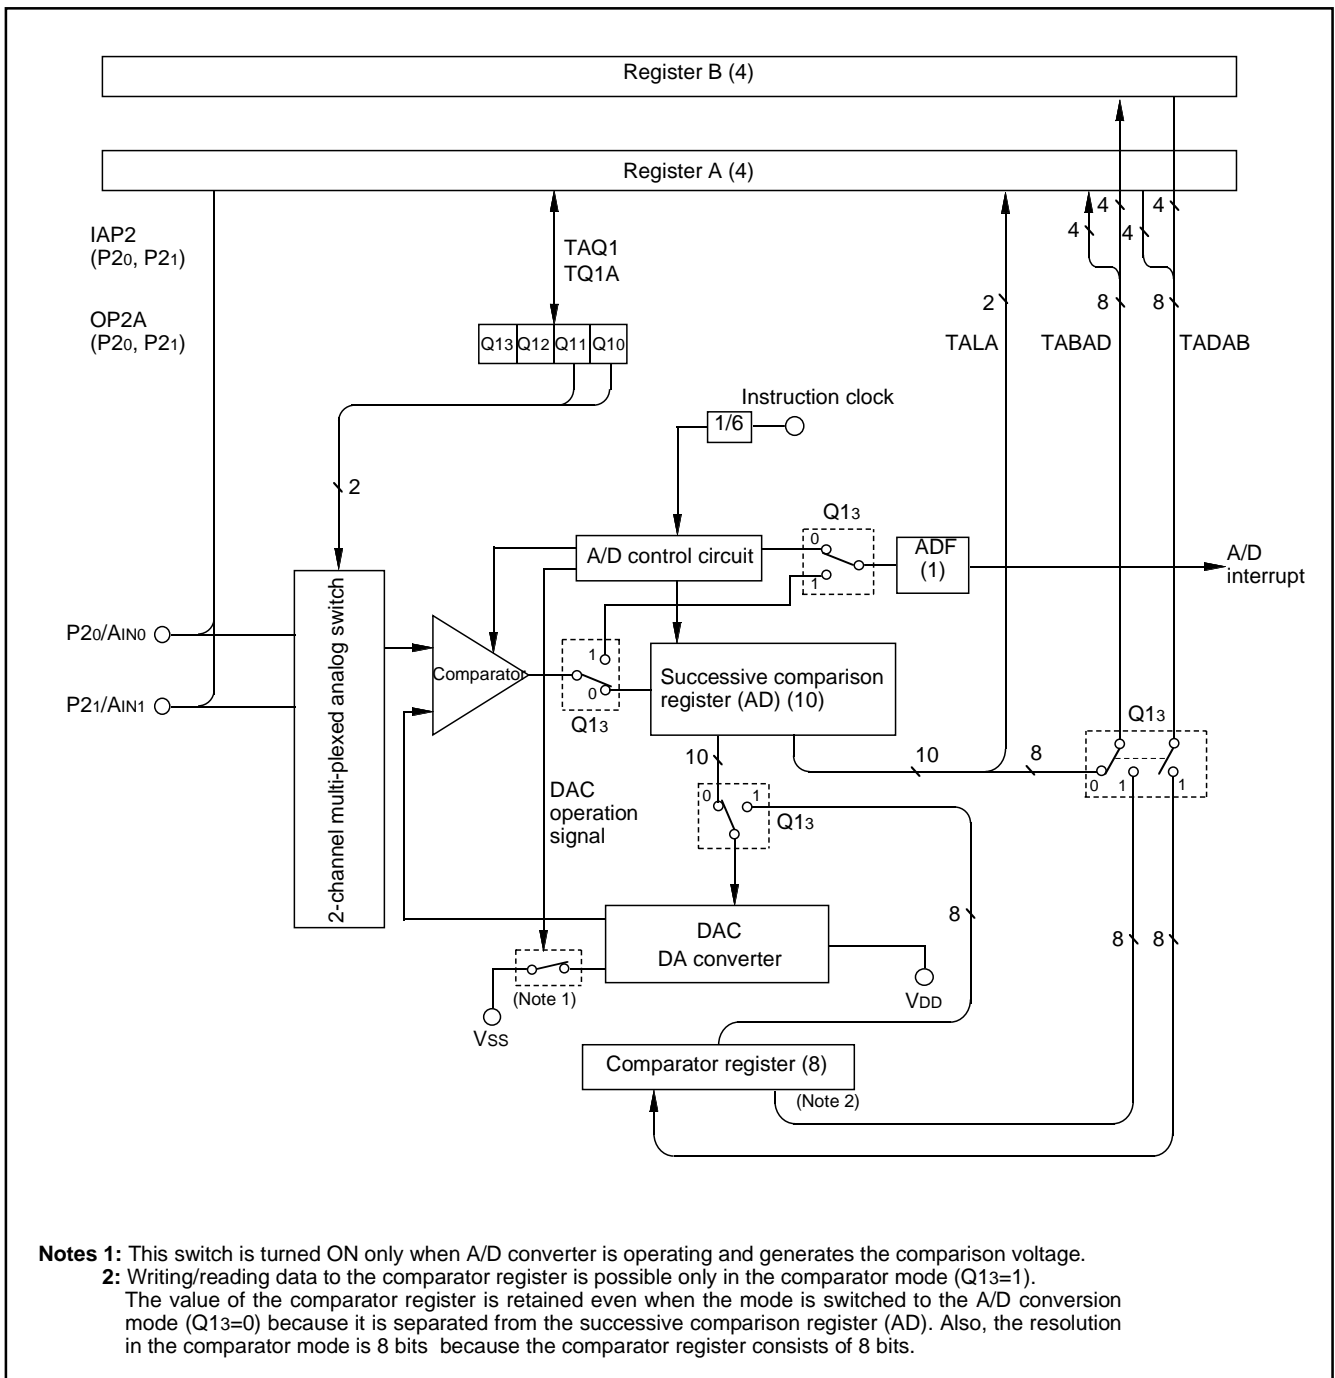 Register B (4)
Register A (4)
IAP2
(P20, P21)
OP2A
(P20, P21)
TAQ1
TQ1A
4
4
4
4
2
8
8
TALA
TABAD
TADAB
Q13 Q12 Q11 Q10
Instruction clock
1/6
2
Q13
0
1
A/D control circuit
ADF
(1)
A/D
interrupt
2-channel multi-plexed analog switch
P20/AIN0
P21/AIN1
Comparator
1
0
Q13
Successive comparison
register (AD) (10)
Q13
0
1
1
10
10
8
DAC
operation
signal
0
1
Q13
8
8
8
DAC
DA converter
(Note 1)
VSS
VDD
Comparator register (8)
(Note 2)
Notes 1: This switch is turned ON only when A/D converter is operating and generates the comparison voltage.
2: Writing/reading data to the comparator register is possible only in the comparator mode (Q13=1).
The value of the comparator register is retained even when the mode is switched to the A/D conversion
mode (Q13=0) because it is separated from the successive comparison register (AD). Also, the resolution
in the comparator mode is 8 bits because the comparator register consists of 8 bits.